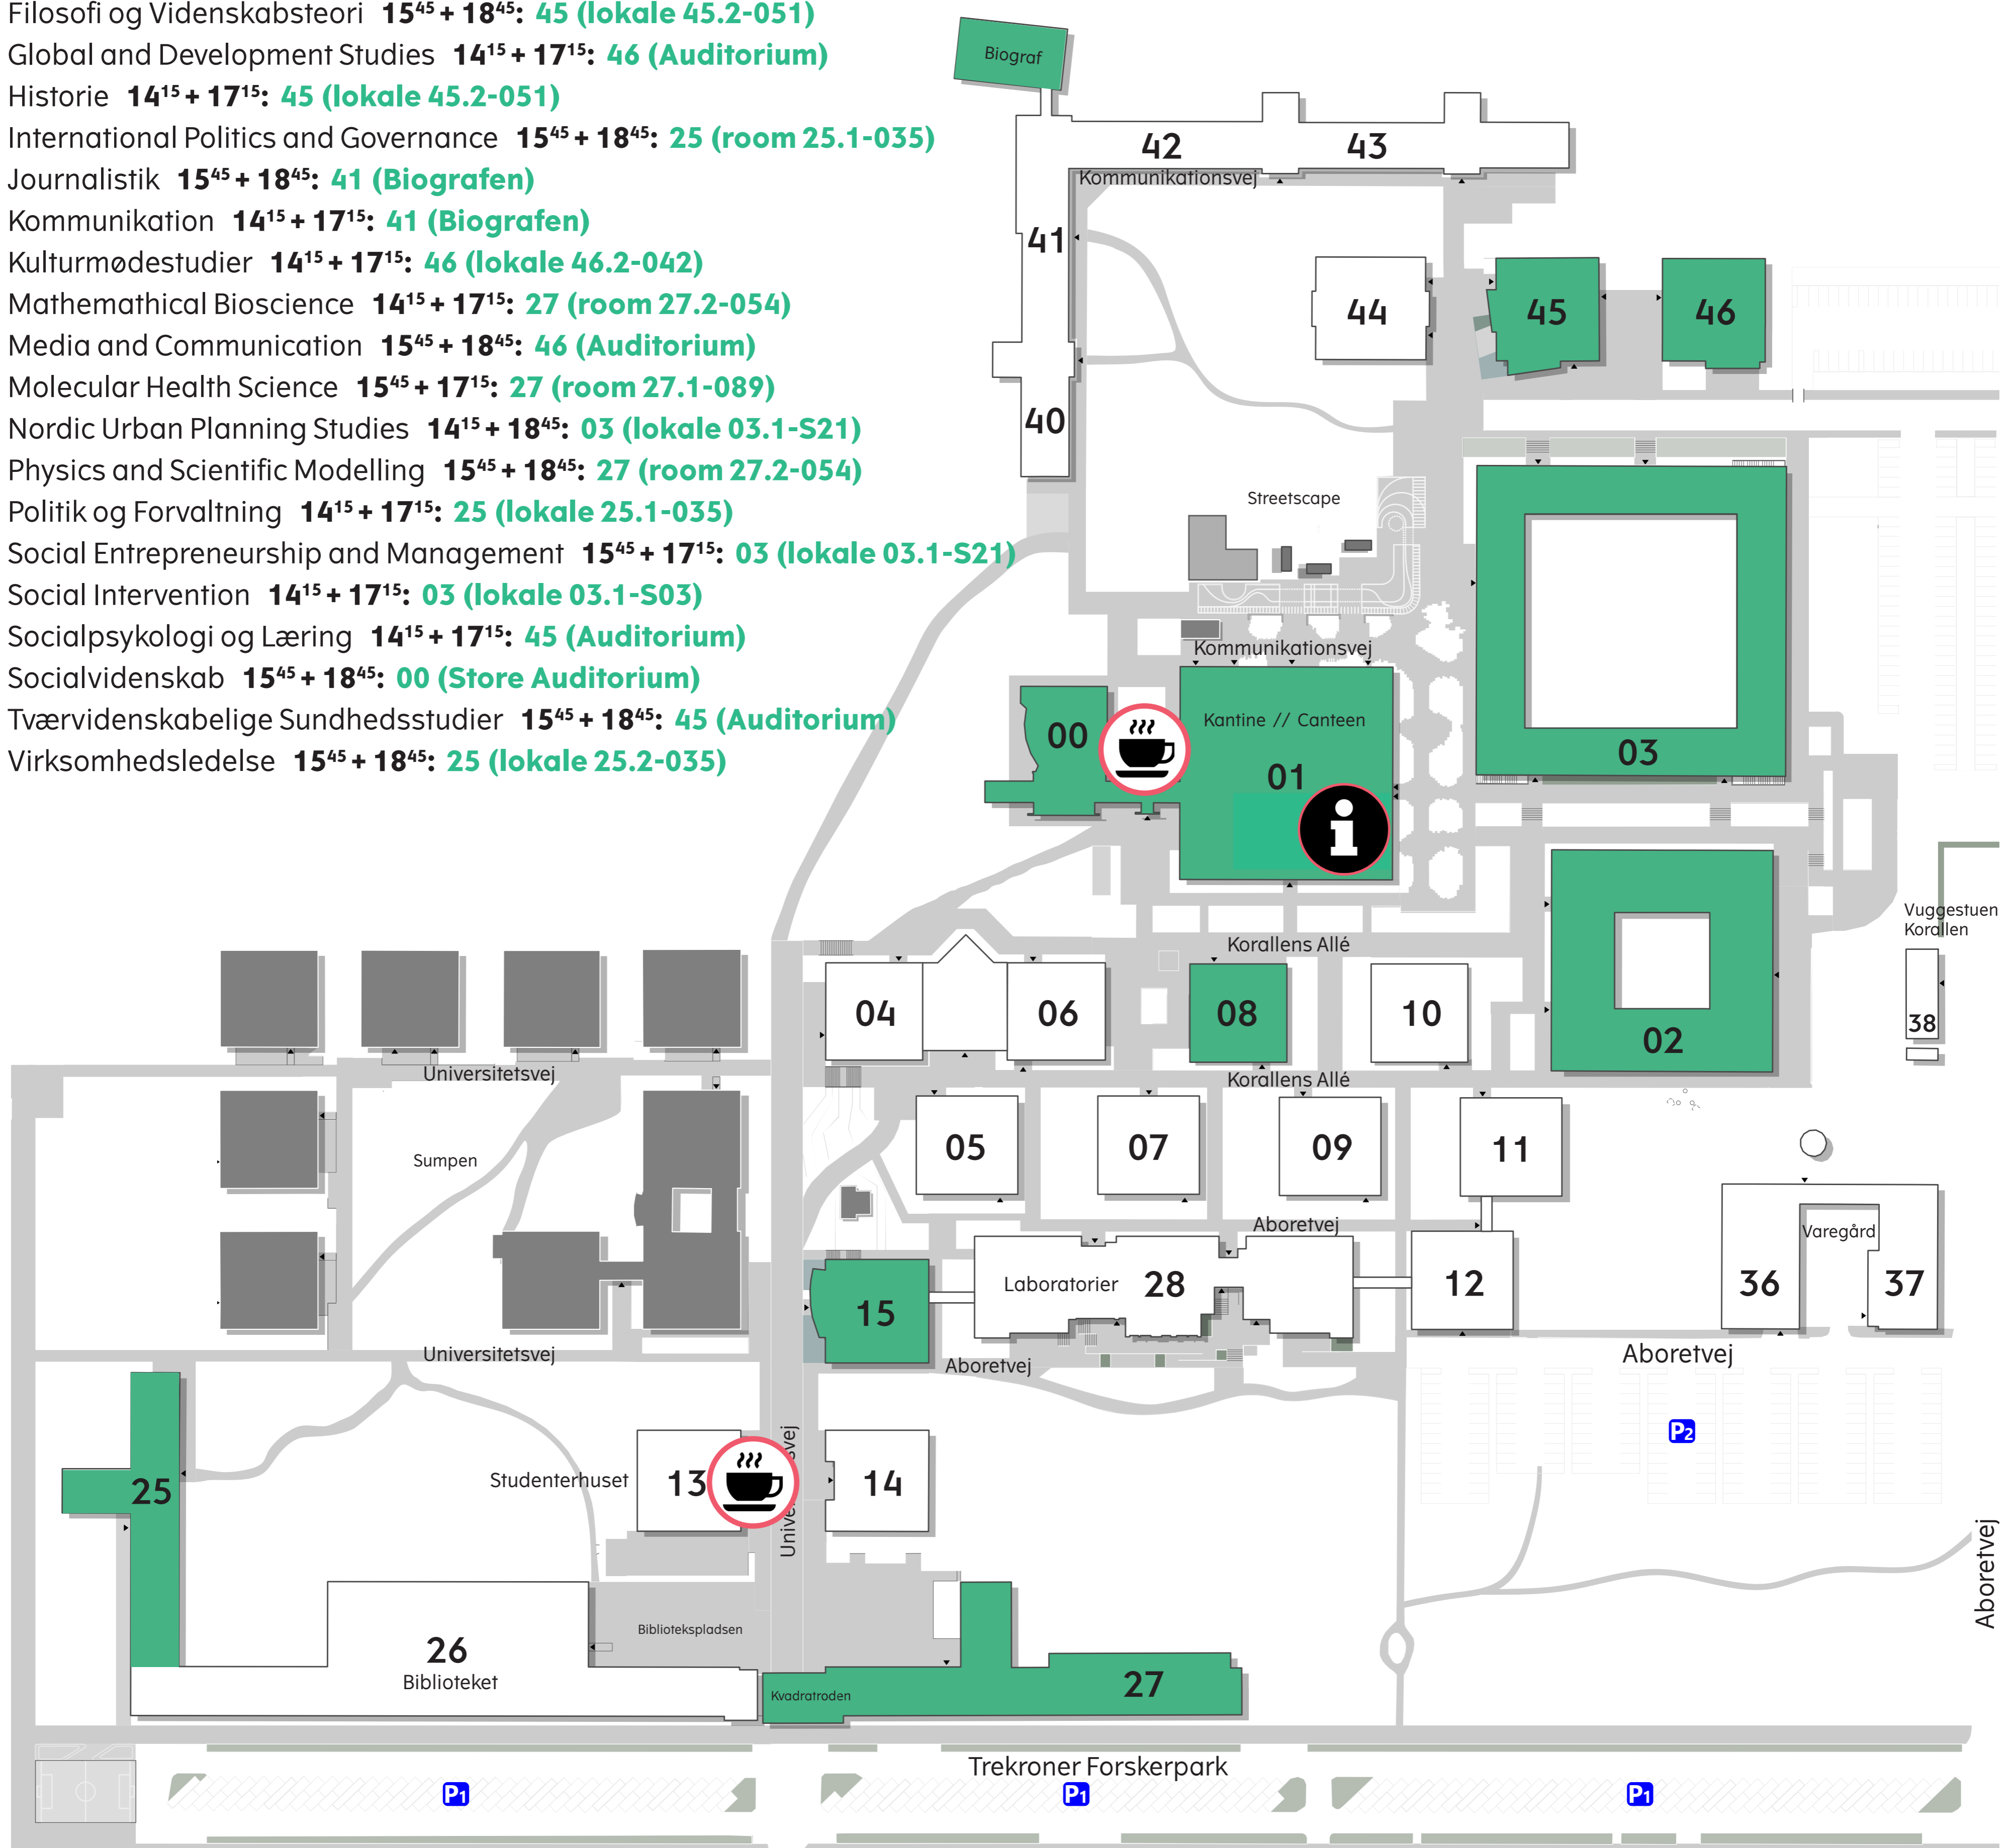 Filosofi og Videnskabsteori 15⁴⁵ + 18⁴⁵: 45 (lokale 45.2-051)
Global and Development Studies 14¹⁵ + 17¹⁵: 46 (Auditorium)
Historie 14¹⁵ + 17¹⁵: 45 (lokale 45.2-051)
International Politics and Governance 15⁴⁵ + 18⁴⁵: 25 (room 25.1-035)
Journalistik 15⁴⁵ + 18⁴⁵: 41 (Biografen)
Kommunikation 14¹⁵ + 17¹⁵: 41 (Biografen)
Kulturmødestudier 14¹⁵ + 17¹⁵: 46 (lokale 46.2-042)
Mathemathical Bioscience 14¹⁵ + 17¹⁵: 27 (room 27.2-054)
Media and Communication 15⁴⁵ + 18⁴⁵: 46 (Auditorium)
Molecular Health Science 15⁴⁵ + 17¹⁵: 27 (room 27.1-089)
Nordic Urban Planning Studies 14¹⁵ + 18⁴⁵: 03 (lokale 03.1-S21)
Physics and Scientific Modelling 15⁴⁵ + 18⁴⁵: 27 (room 27.2-054)
Politik og Forvaltning 14¹⁵ + 17¹⁵: 25 (lokale 25.1-035)
Social Entrepreneurship and Management 15⁴⁵ + 17¹⁵: 03 (lokale 03.1-S21)
Social Intervention 14¹⁵ + 17¹⁵: 03 (lokale 03.1-S03)
Socialpsykologi og Læring 14¹⁵ + 17¹⁵: 45 (Auditorium)
Socialvidenskab 15⁴⁵ + 18⁴⁵: 00 (Store Auditorium)
Tværvidenskabelige Sundhedsstudier 15⁴⁵ + 18⁴⁵: 45 (Auditorium)
Virksomhedsledelse 15⁴⁵ + 18⁴⁵: 25 (lokale 25.2-035)
Biograf
42
43
Kommunikationsvej
41
44
45
46
40
Streetscape
Kommunikationsvej
00
Kantine // Canteen
01
i
03
Vuggestuen
Korallen
Korallens Allé
04
06
08
10
02
38
Universitetsvej
Korallens Allé
Sumpen
05
07
09
11
Aboretvej
Varegård
15
Laboratorier
28
12
36
37
Universitetsvej
Aboretvej
Aboretvej
P2
25
Studenterhuset
13
14
Aboretvej
Bibliotekspladsen
26
Biblioteket
Kvadratroden
27
Trekroner Forskerpark
P1
P1
P1